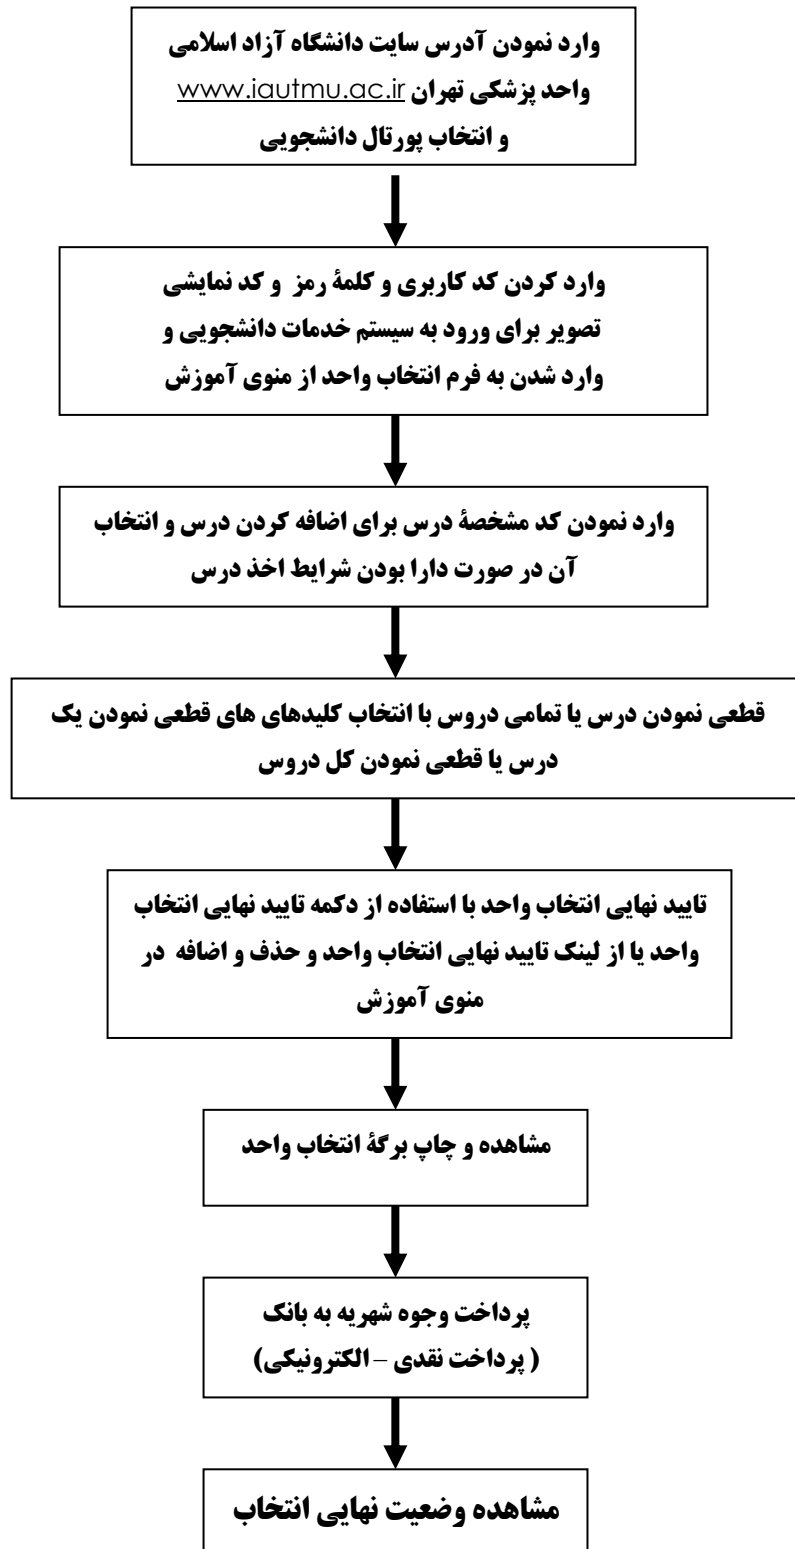 وارد نمودن آدرس سایت دانشگاه آزاد اسلامی
واحد پزشکی تهران www.iautmu.ac.ir
و انتخاب پورتال دانشجویی
وارد کردن کد کاربری و کلمهٔ رمز و کد نمایشی
تصویر برای ورود به سیستم خدمات دانشجویی و
وارد شدن به فرم انتخاب واحد از منوی آموزش
وارد نمودن کد مشخصهٔ درس برای اضافه کردن درس و انتخاب
آن در صورت دارا بودن شرایط اخذ درس
قطعی نمودن درس یا تمامی دروس با انتخاب کلیدهای های قطعی نمودن یک
درس یا قطعی نمودن کل دروس
تایید نهایی انتخاب واحد با استفاده از دکمه تایید نهایی انتخاب
واحد یا از لینک تایید نهایی انتخاب واحد و حذف و اضافه در
منوی آموزش
مشاهده و چاپ برگهٔ انتخاب واحد
پرداخت وجوه شهریه به بانک
( پرداخت نقدی – الکترونیکی)
مشاهده وضعیت نهایی انتخاب